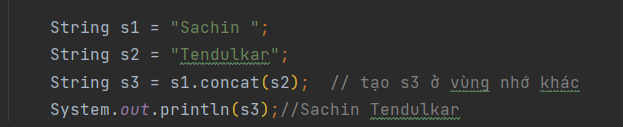 String s1 = "Sachin ";
String s2 = "Tendulkar";
String s3 = s1.concat(s2);  // tạo s3 ở vùng nhớ khác
System.out.println(s3);//Sachin Tendulkar